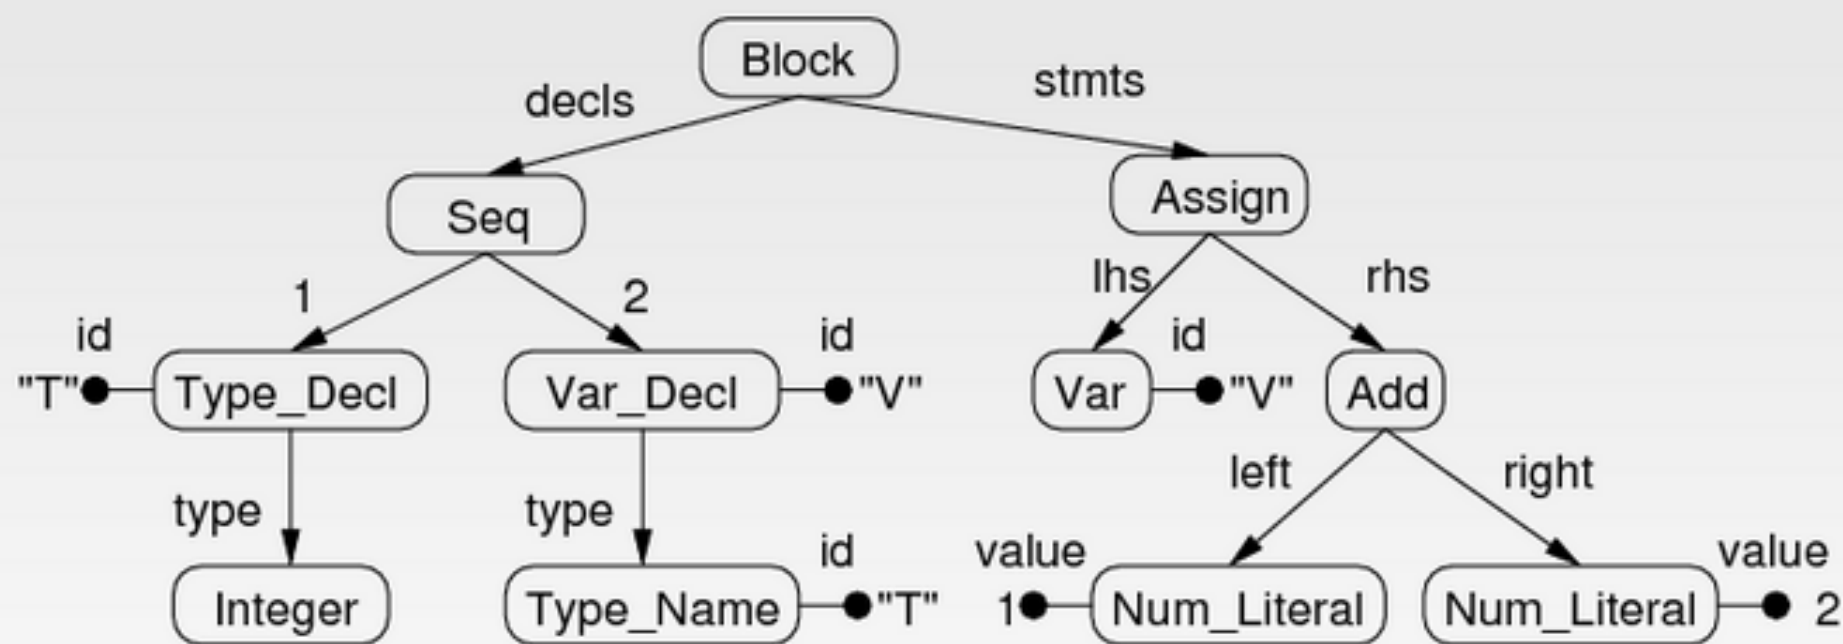 Block
decls
stmts
Seq
Assign
1
2
lhs
rhs
id
id
id
"T"
Type_Decl
Var_Decl
"V"
Var
"V"
Add
type
type
left
right
id
value
value
Integer
Type_Name
"T"
1
Num_Literal
Num_Literal
2